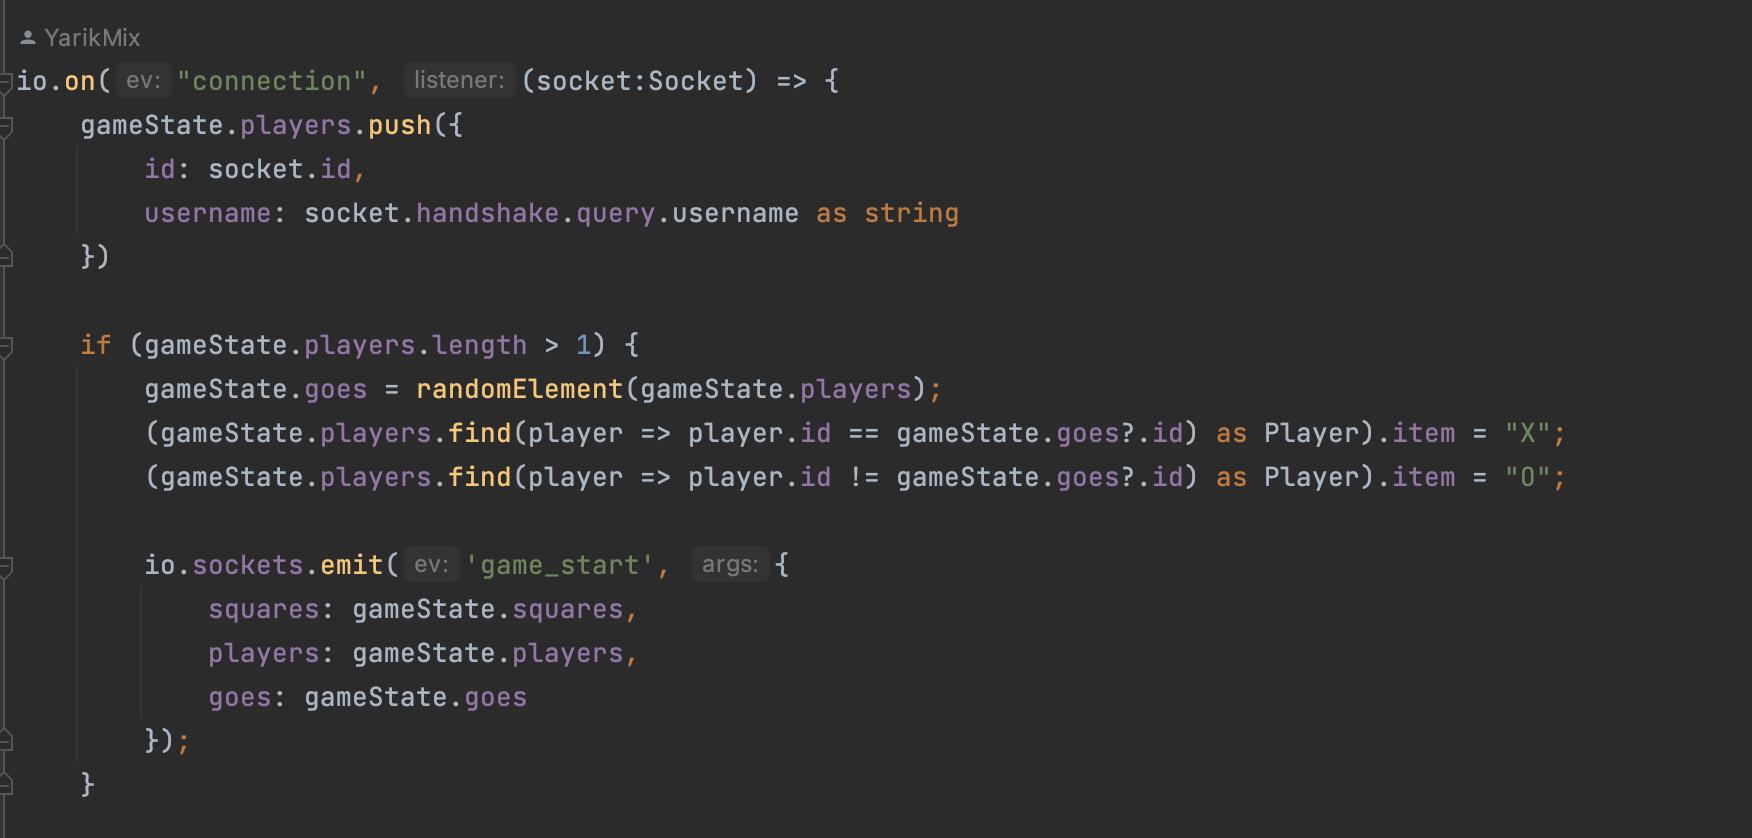 YarikMix
io.on( ev: "connection", listener: (socket:Socket) => {
gameState.players.push({
id: socket.id,
username: socket.handshake.query.username as string
})
if (gameState.players.length > 1) {
gameState.goes = randomElement(gameState.players);
(gameState.players.find(player => player.id == gameState.goes?.id) as Player).item = "X";
(gameState.players.find(player => player.id != gameState.goes?.id) as Player).item = "O";
io.sockets.emit( ev: 'game_start', args: {
squares: gameState.squares,
players: gameState.players,
goes: gameState.goes
});
}